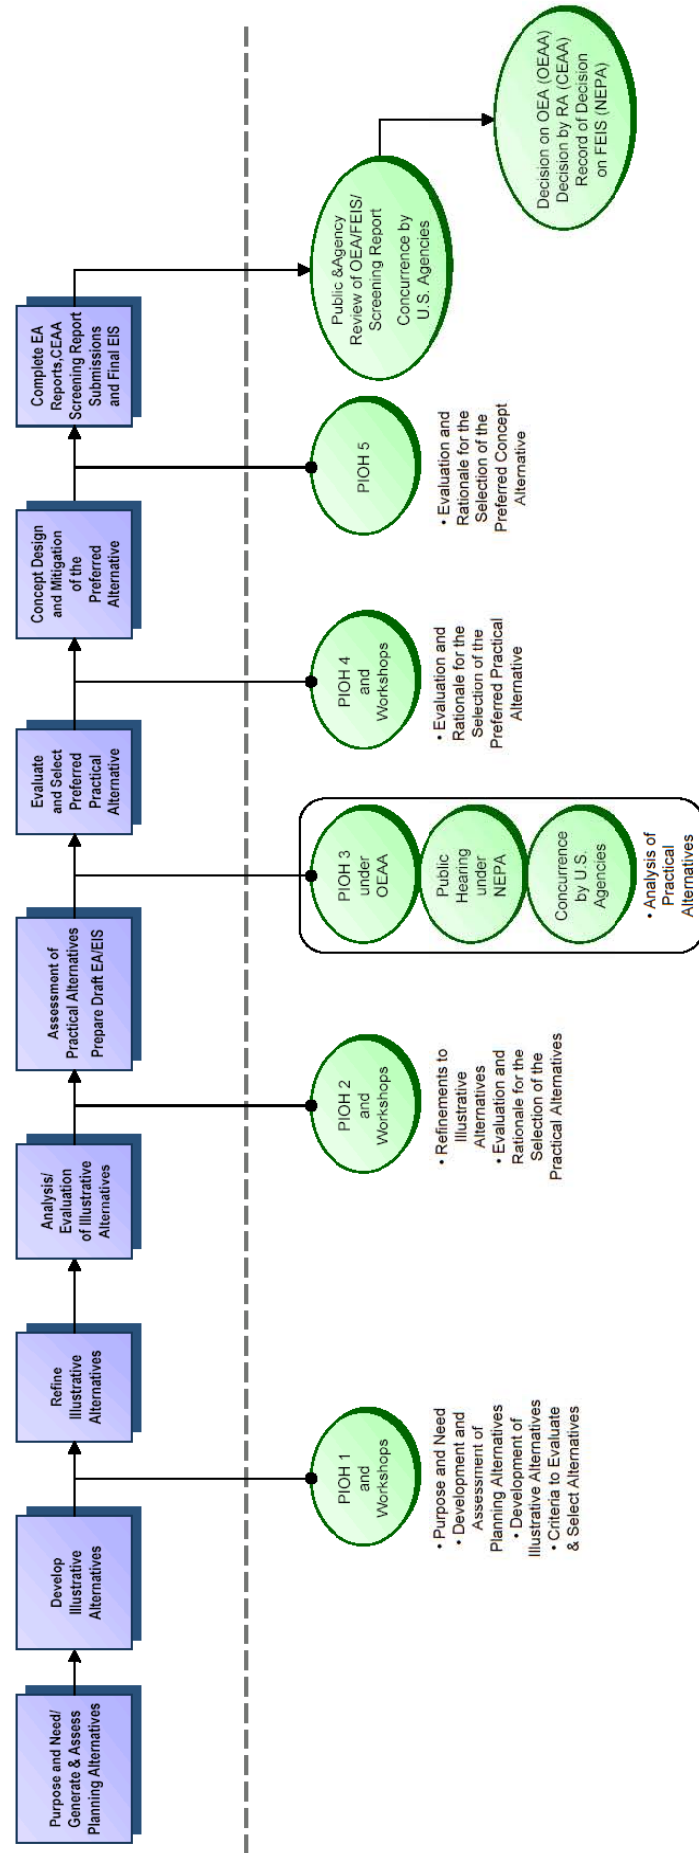 Purpose and Need/
Generate & Assess
Planning Alternatives
Develop
Illustrative
Alternatives
Refine
Illustrative
Alternatives
Analysis/
Evaluation
of Illustrative
Alternatives
Assessment of
Practical Alternatives
Prepare Draft EA/EIS
Evaluate
and Select
Preferred
Practical
Alternative
Concept Design
and Mitigation
of the
Preferred
Alternative
Complete EA
Reports,CEAA
Screening Report
Submissions
and Final EIS
PIOH 1
and
Workshops
• Purpose and Need
• Development and
Assessment of
Planning Alternatives
• Development of
Illustrative Alternatives
• Criteria to Evaluate
& Select Alternatives
PIOH 2
and
Workshops
• Refinements to
Illustrative
Alternatives
• Evaluation and
Rationale for the
Selection of the
Practical Alternatives
PIOH 3
under
OEAA
Public
Hearing
under
NEPA
Concurrence
by U.S.
Agencies
• Analysis of
Practical
Alternatives
PIOH 4
and
Workshops
• Evaluation and
Rationale for the
Selection of the
Preferred Practical
Alternative
PIOH 5
• Evaluation and
Rationale for the
Selection of the
Preferred Concept
Alternative
Public &Agency
Review of OEA/FEIS/
Screening Report
Concurrence by
U.S. Agencies
Decision on OEA (OEAA)
Decision by RA (CEAA)
Record of Decision
on FEIS (NEPA)